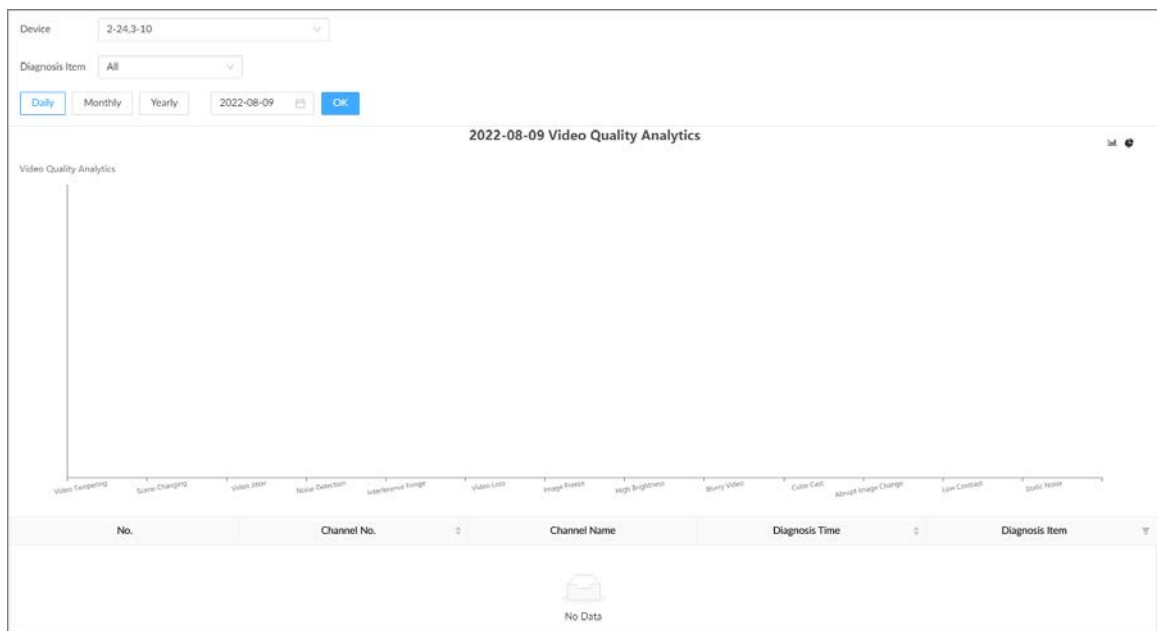 Device 2-24,3-10
Diagnosis Item All
Daily Monthly Yearly 2022-08-09 OK
2022-08-09 Video Quality Analytics
Video Quality Analytics
Video Tampering Scene Changing Video Jitter Noise Detection Interference Fringe Video Loss Image Freeze High Brightness Blurry Video Color Cast Abrupt Image Change Low Contrast Static Noise
No. Channel No. Channel Name Diagnosis Time Diagnosis Item
No Data